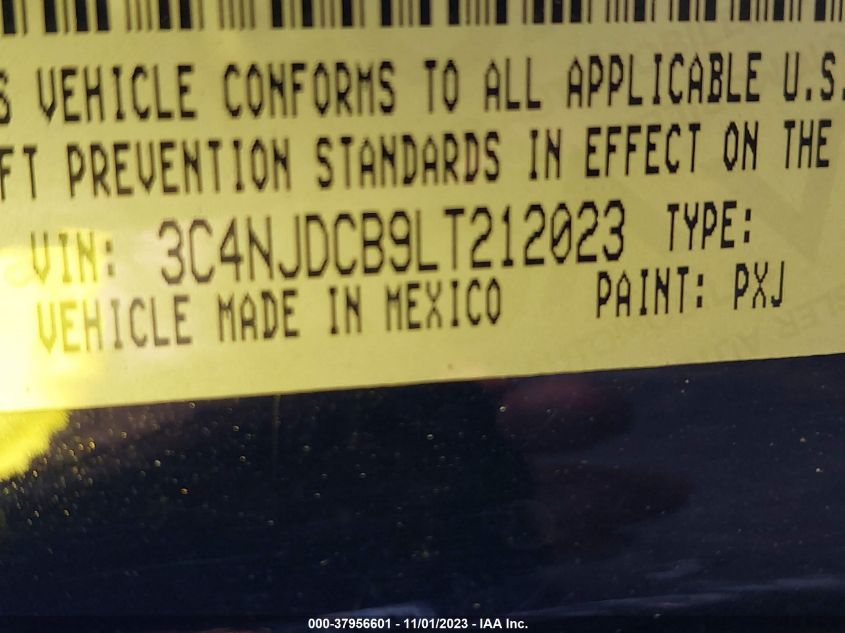 S VEHICLE CONFORMS TO ALL APPLICABLE U.S.
FT PREVENTION STANDARDS IN EFFECT ON THE
VIN: 3C4NJDCB9LT212023 TYPE:
VEHICLE MADE IN MEXICO PAINT: PXJ
000-37956601 - 11/01/2023 - IAA Inc.